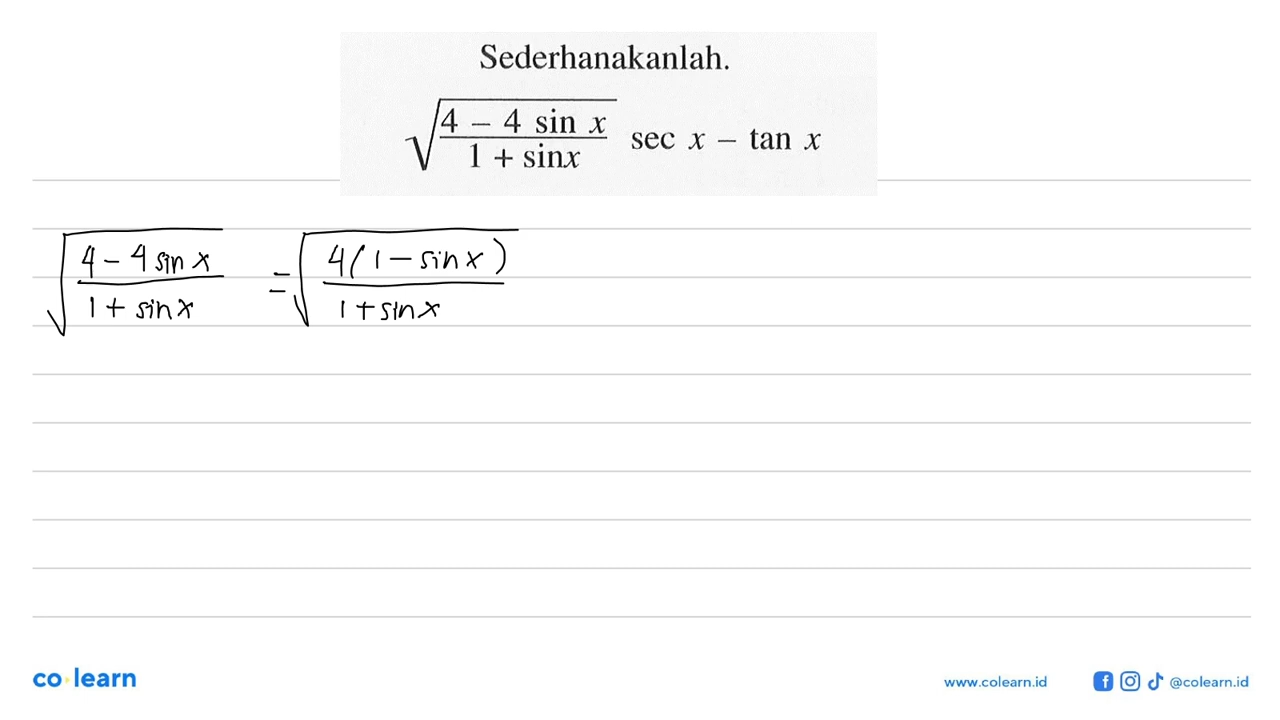 Sederhanakanlah.
√((4 – 4 sin x)/(1 + sinx)) sec x – tan x
√((4 – 4 sin x)/(1 + sin x)) = √((4(1 – sin x))/(1 + sin x))
co·learn
www.colearn.id @colearn.id